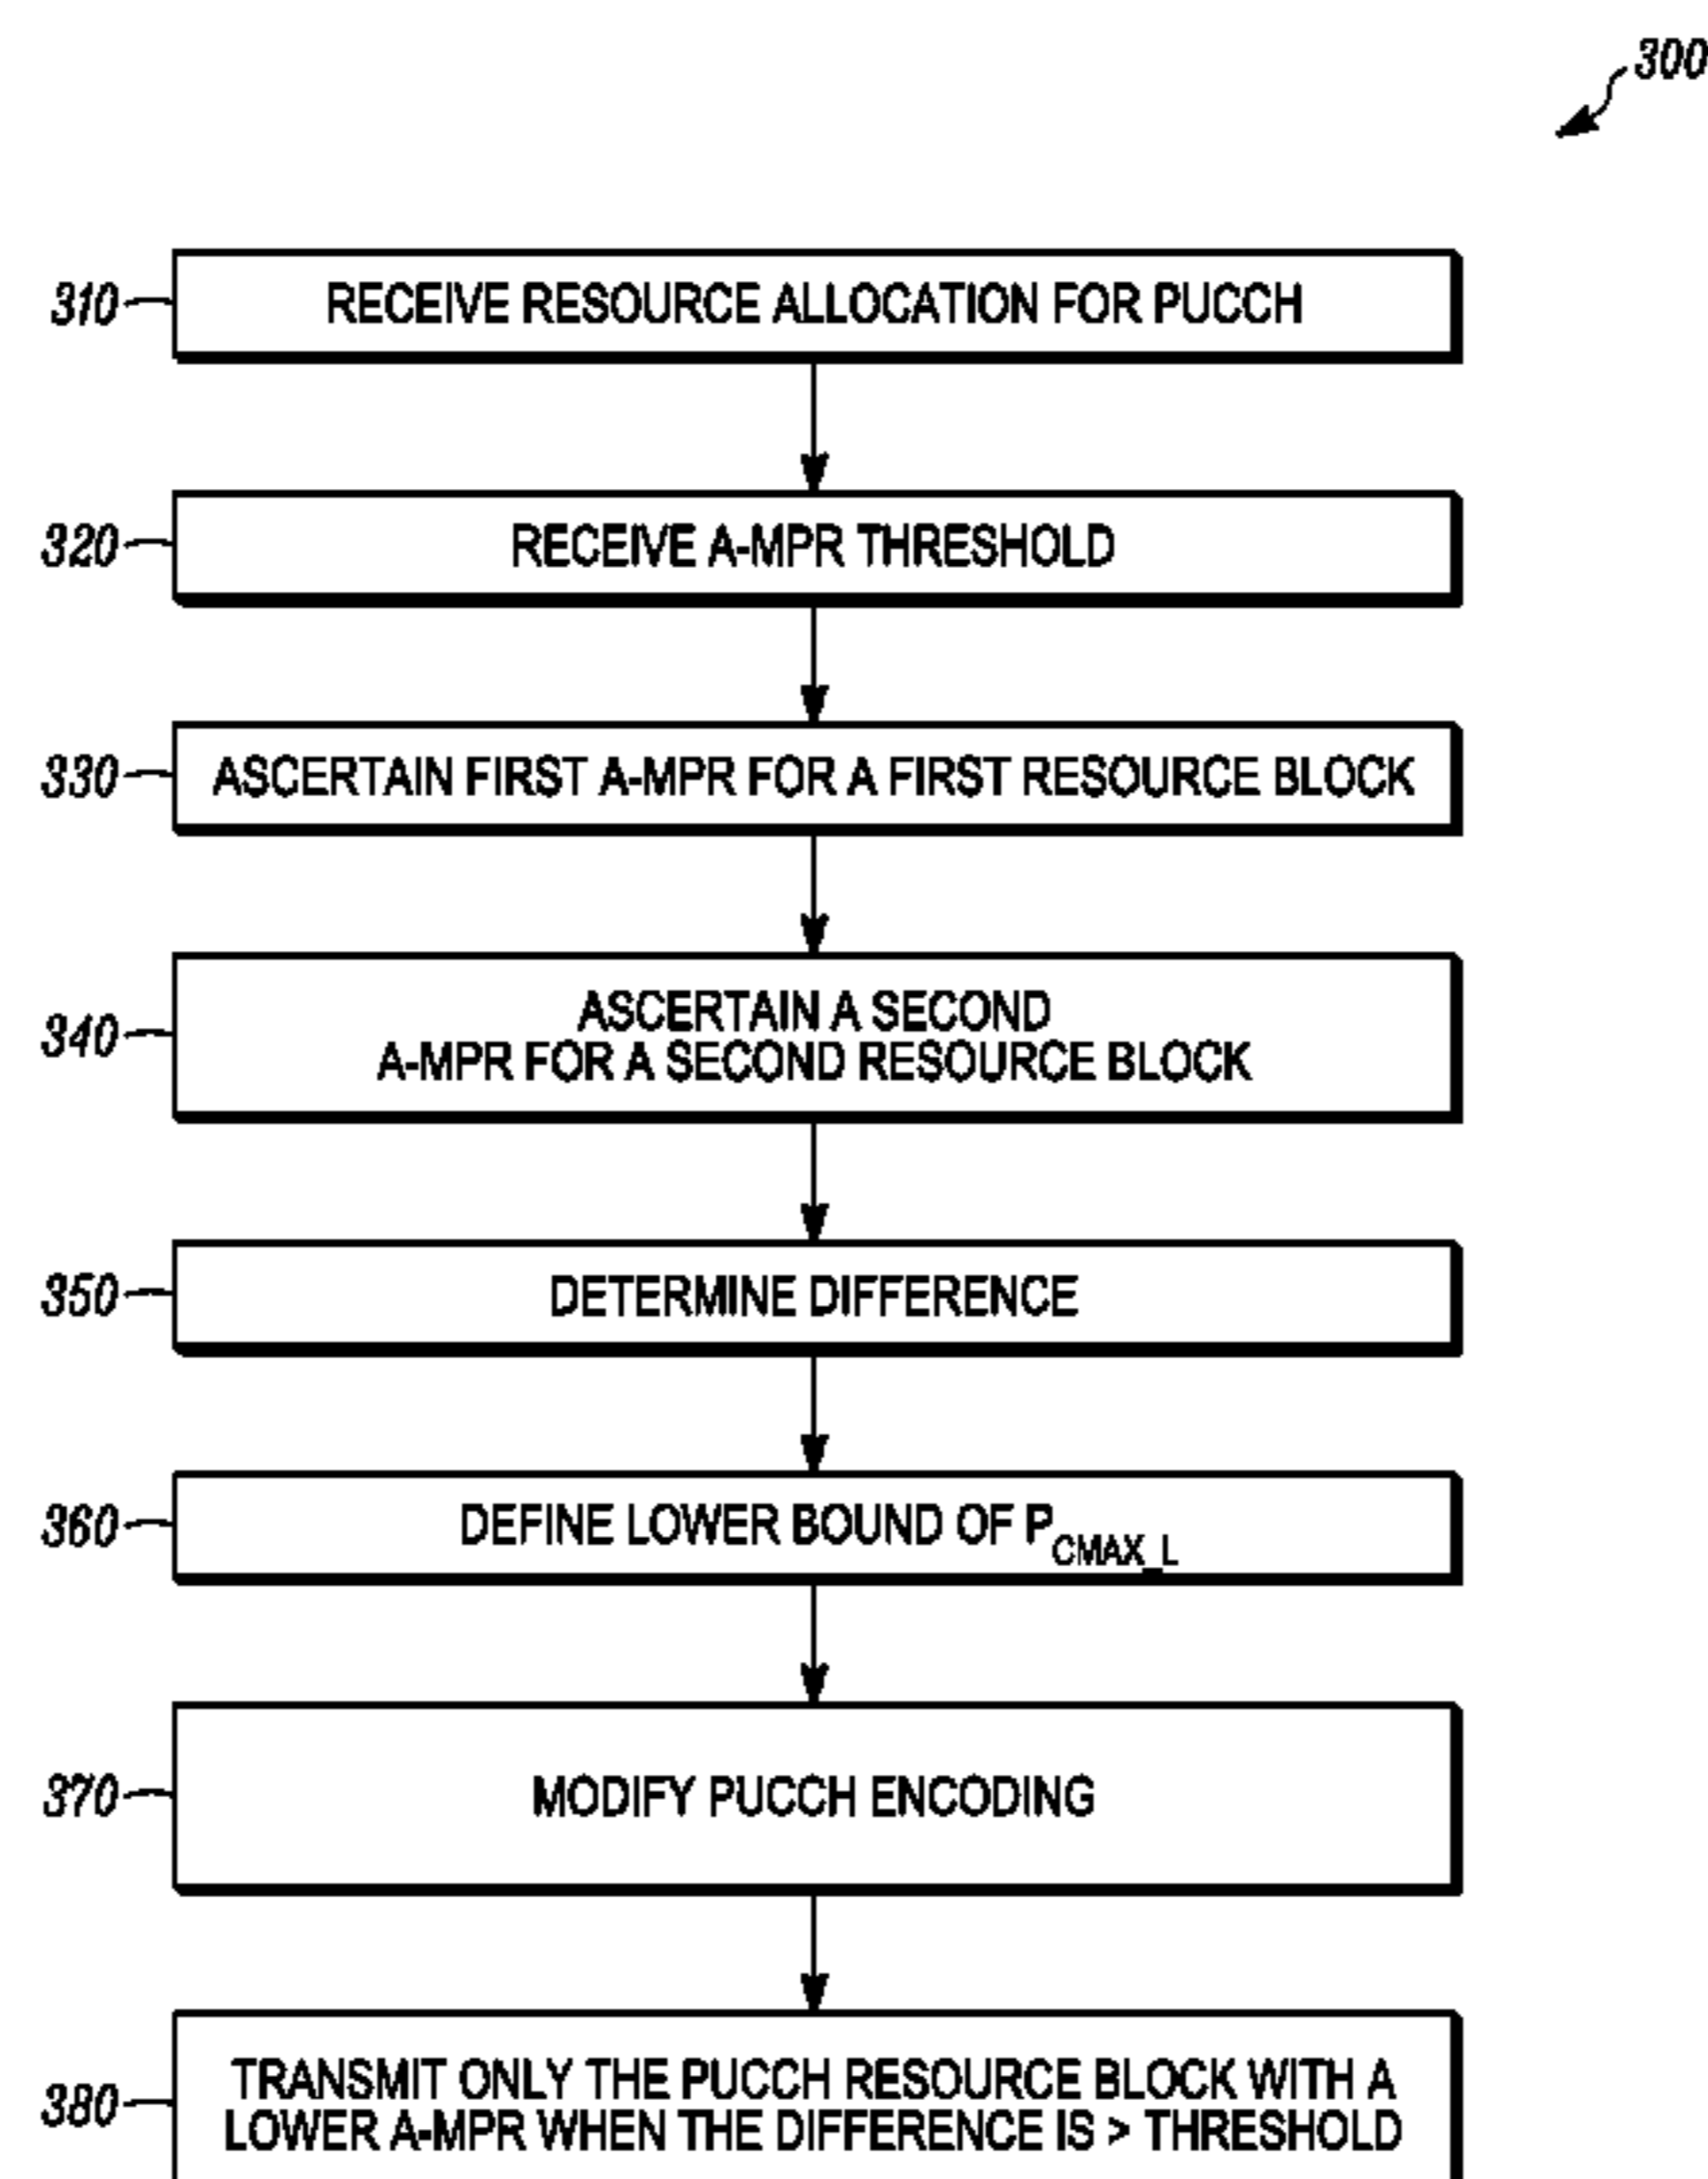 300
310 RECEIVE RESOURCE ALLOCATION FOR PUCCH
320 RECEIVE A-MPR THRESHOLD
330 ASCERTAIN FIRST A-MPR FOR A FIRST RESOURCE BLOCK
340 ASCERTAIN A SECOND
A-MPR FOR A SECOND RESOURCE BLOCK
350 DETERMINE DIFFERENCE
360 DEFINE LOWER BOUND OF P_CMAX_L
370 MODIFY PUCCH ENCODING
380 TRANSMIT ONLY THE PUCCH RESOURCE BLOCK WITH A
LOWER A-MPR WHEN THE DIFFERENCE IS > THRESHOLD